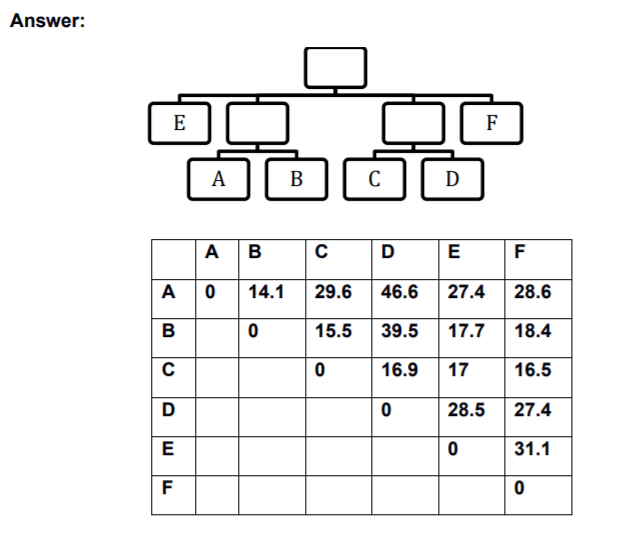 Answer:
E F
A B C D
A B C D E F
A 0 14.1 29.6 46.6 27.4 28.6
B 0 15.5 39.5 17.7 18.4
C 0 16.9 17 16.5
D 0 28.5 27.4
E 0 31.1
F 0